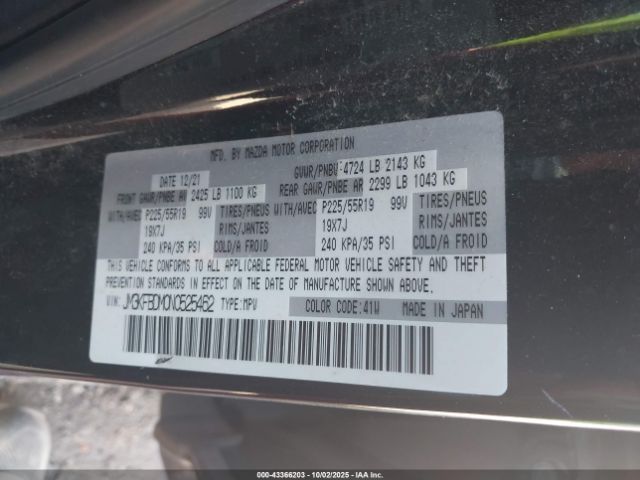 MFD. BY MAZDA MOTOR CORPORATION
DATE 12/21 GVWR/PNBV:4724 LB 2143 KG
FRONT GAWR/PNBE AV 2425 LB 1100 KG REAR GAWR/PNBE AR 2299 LB 1043 KG
WITH/AVEC P225/55R19 99V TIRES/PNEUS WITH/AVEC P225/55R19 99V TIRES/PNEUS
19X7J RIMS/JANTES 19X7J RIMS/JANTES
240 KPA/35 PSI COLD/A FROID 240 KPA/35 PSI COLD/A FROID
THIS VEHICLE CONFORMS TO ALL APPLICABLE FEDERAL MOTOR VEHICLE SAFETY AND THEFT
PREVENTION STANDARDS IN EFFECT ON THE DATE OF MANUFACTURE SHOWN ABOVE.
VIN: JM3KFBDM0N0525462 TYPE:MPV COLOR CODE:41W MADE IN JAPAN
000-43366203 - 10/02/2025 - IAAI.COM